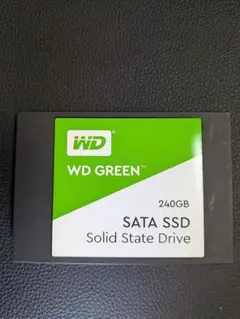 WD
WD GREEN™
240GB
SATA SSD
Solid State Drive